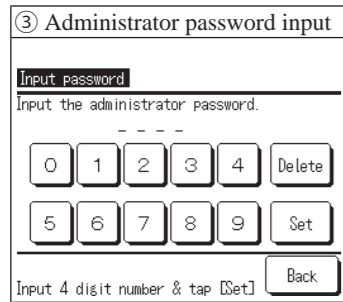 ③ Administrator password input
Input password
Input the administrator password.
_ _ _ _
0 1 2 3 4 Delete
5 6 7 8 9 Set
Input 4 digit number & tap [Set] Back